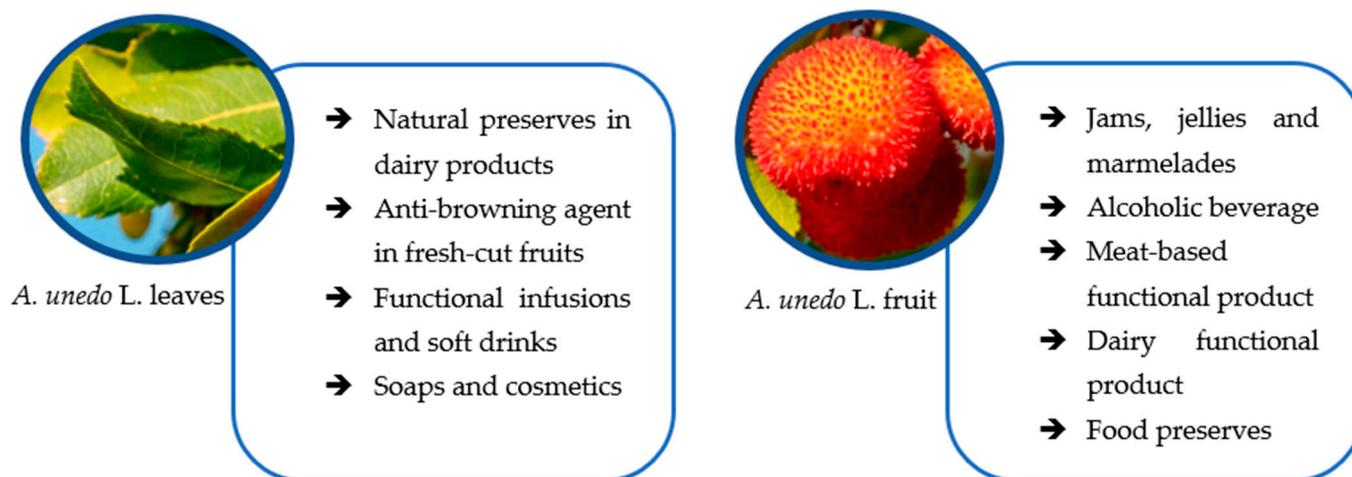 ➔ Natural preserves in
dairy products
➔ Anti-browning agent
in fresh-cut fruits
➔ Functional infusions
and soft drinks
➔ Soaps and cosmetics
A. unedo L. leaves
➔ Jams, jellies and
marmelades
➔ Alcoholic beverage
➔ Meat-based
functional product
➔ Dairy functional
product
➔ Food preserves
A. unedo L. fruit